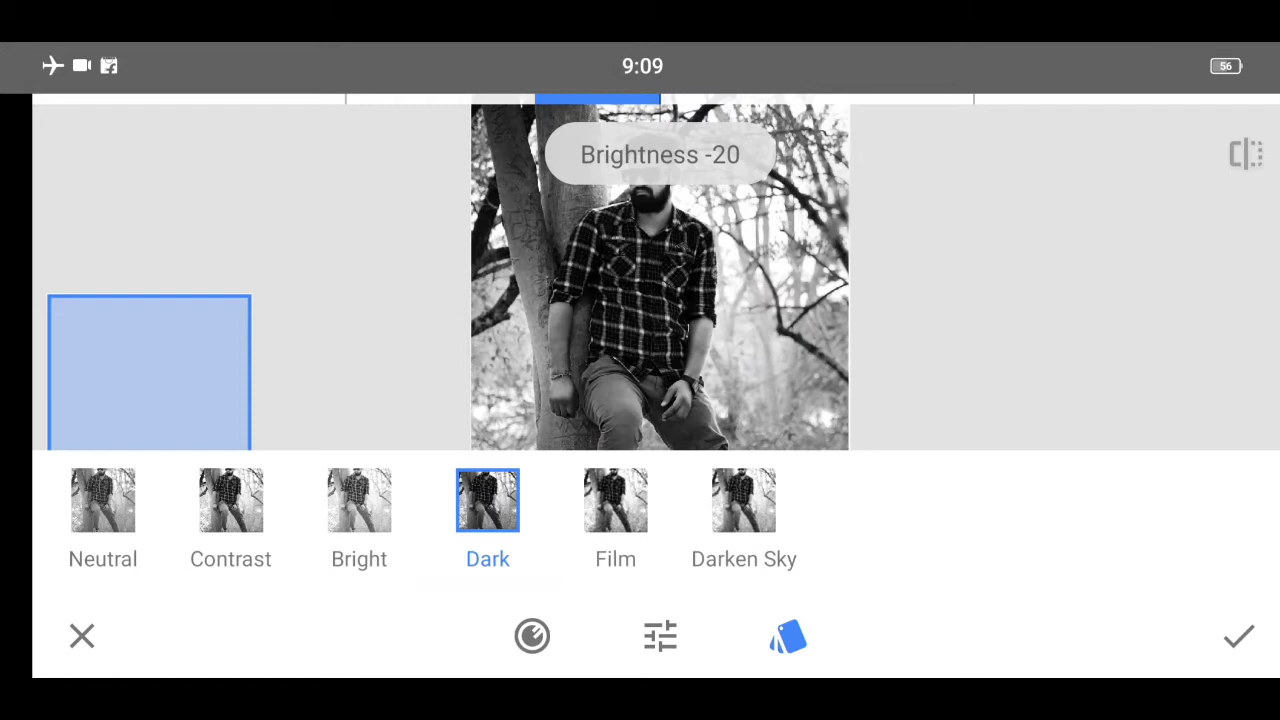 9:09
56
Brightness -20
Neutral
Contrast
Bright
Dark
Film
Darken Sky